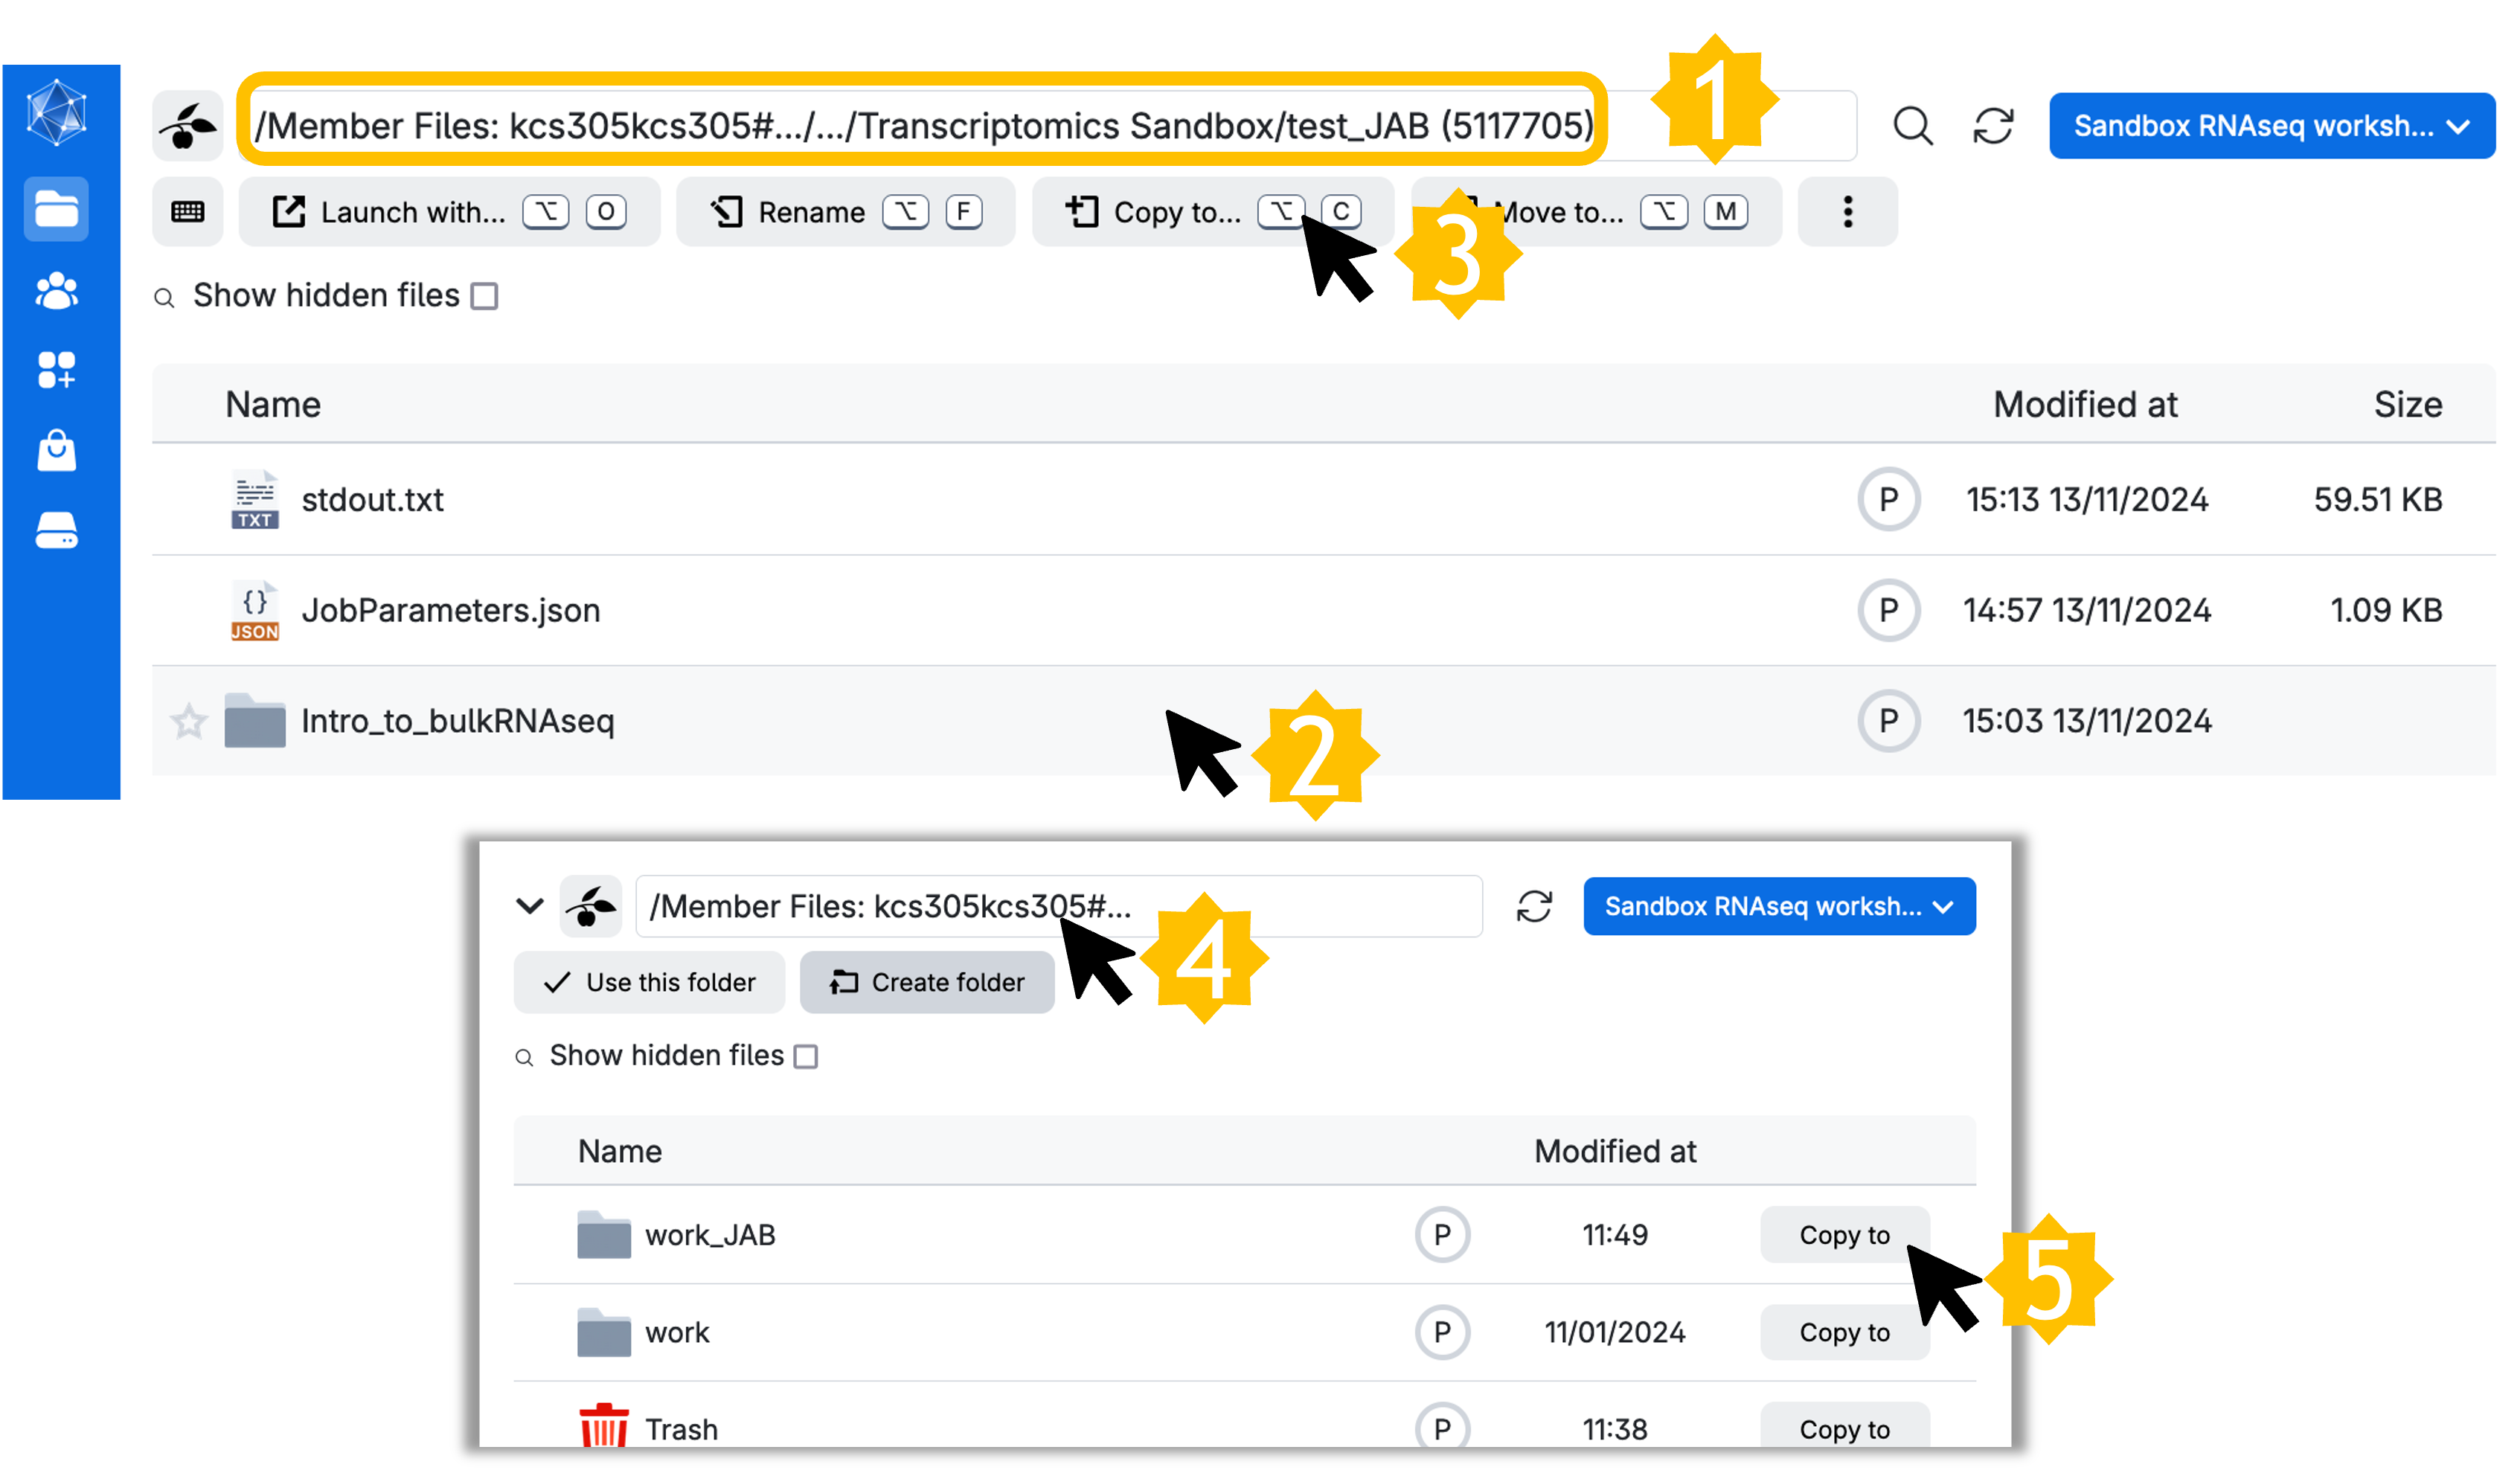 /Member Files: kcs305kcs305#.../.../Transcriptomics Sandbox/test_JAB (5117705)
1
Sandbox RNAseq worksh...
Launch with... ⌥ O
Rename ⌥ F
Copy to... ⌥ C
Move to... ⌥ M
3
Show hidden files
Name Modified at Size
TXT stdout.txt P 15:13 13/11/2024 59.51 KB
{} JSON JobParameters.json P 14:57 13/11/2024 1.09 KB
Intro_to_bulkRNAseq P 15:03 13/11/2024
2
/Member Files: kcs305kcs305#...
Sandbox RNAseq worksh...
4
Use this folder
Create folder
Show hidden files
Name Modified at
work_JAB P 11:49 Copy to
5
work P 11/01/2024 Copy to
Trash P 11:38 Copy to